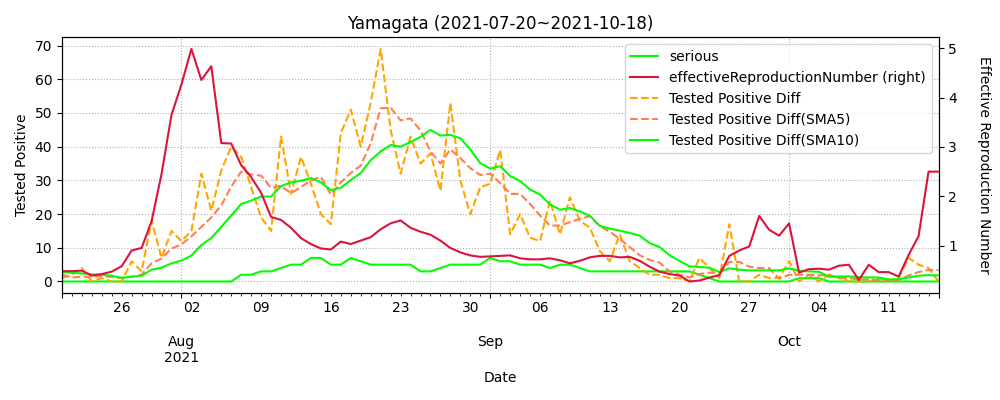 Yamagata (2021-07-20~2021-10-18)
serious
effectiveReproductionNumber (right)
Tested Positive Diff
Tested Positive Diff(SMA5)
Tested Positive Diff(SMA10)
Tested Positive
70
60
50
40
30
20
10
0
Effective Reproduction Number
5
4
3
2
1
26 02 09 16 23 30 06 13 20 27 04 11
Aug Sep Oct
2021
Date